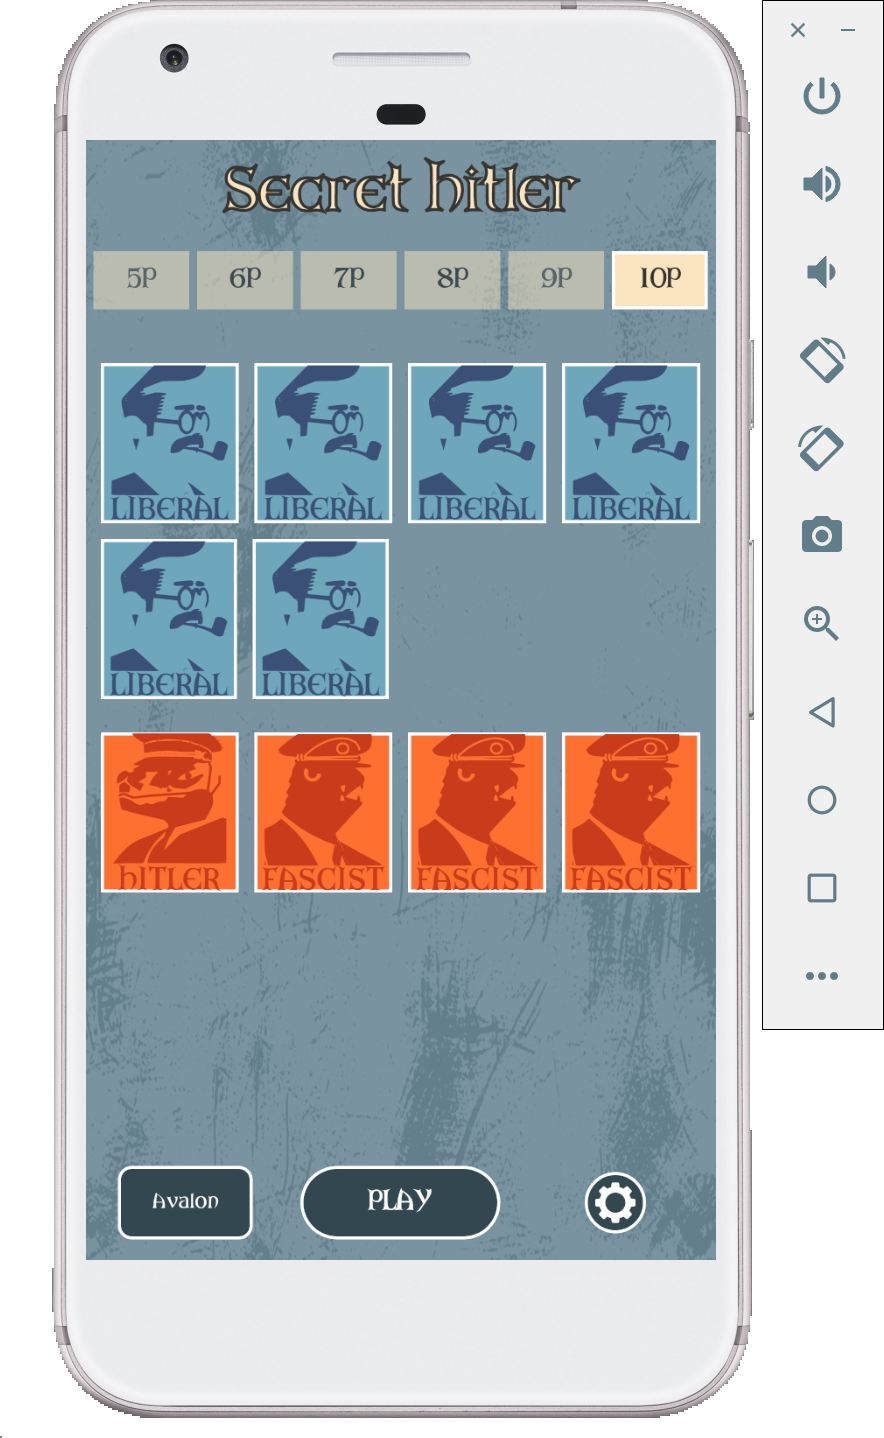 Secret hitler
5P 6P 7P 8P 9P 10P
LIBERAL LIBERAL LIBERAL LIBERAL
LIBERAL LIBERAL
hITLER FASCIST FASCIST FASCIST
Avalon PLAY